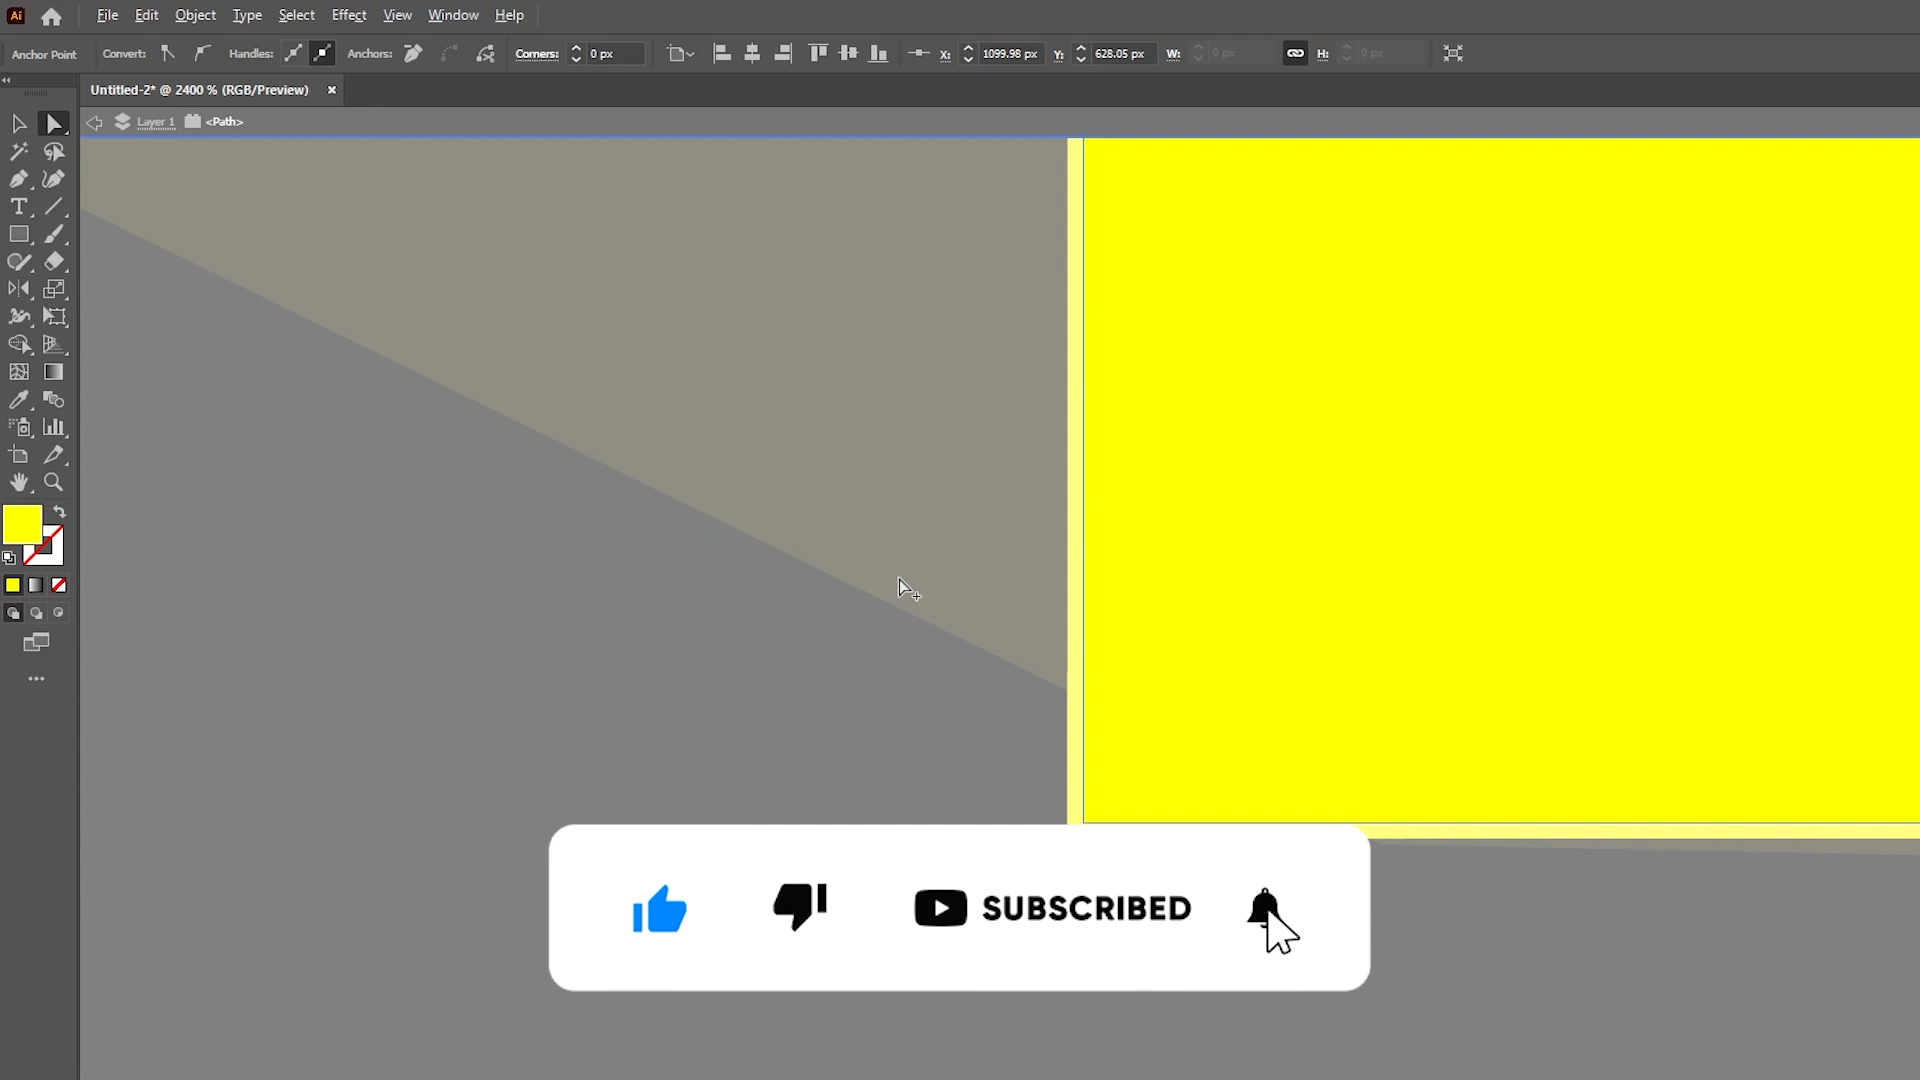 Ai File Edit Object Type Select Effect View Window Help
Anchor Point Convert: Handles: Anchors: Corners: 0 px X: 1099.98 px Y: 628.05 px W: 0 px H: 0 px
Untitled-2* @ 2400 % (RGB/Preview) ×
Layer 1 <Path>
SUBSCRIBED